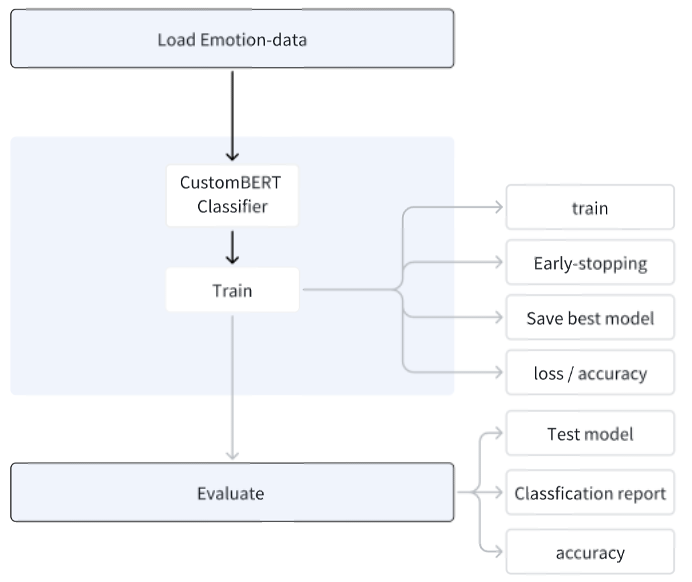 Load Emotion-data
CustomBERT
Classifier
Train
train
Early-stopping
Save best model
loss / accuracy
Evaluate
Test model
Classfication report
accuracy